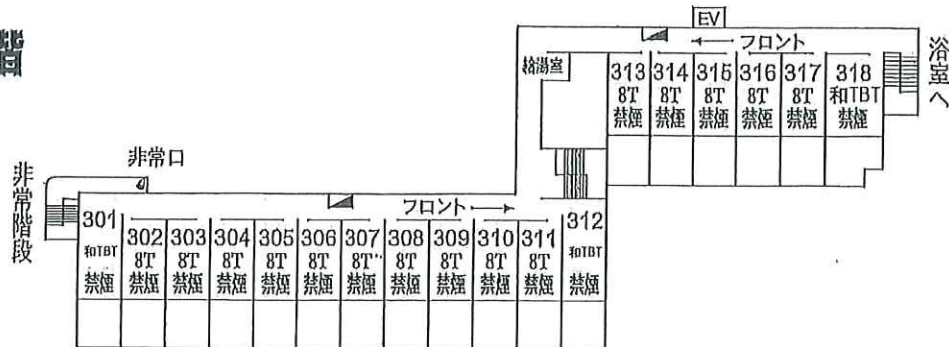 階
EV
←フロント
浴室へ
給湯室
313 8T 禁煙
314 8T 禁煙
315 8T 禁煙
316 8T 禁煙
317 8T 禁煙
318 和TBT 禁煙
非常口
非常階段
フロント→
301 和TBT 禁煙
302 8T 禁煙
303 8T 禁煙
304 8T 禁煙
305 8T 禁煙
306 8T 禁煙
307 8T 禁煙
308 8T 禁煙
309 8T 禁煙
310 8T 禁煙
311 8T 禁煙
312 和TBT 禁煙